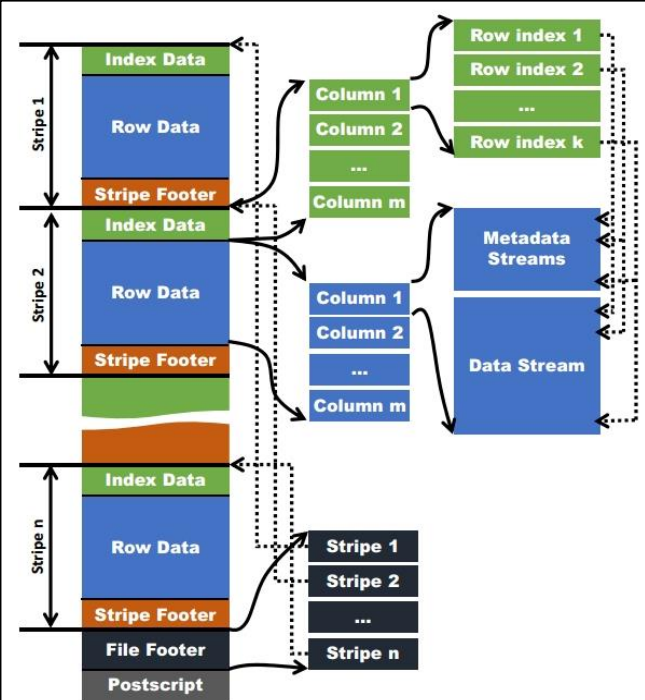 Stripe 1
Index Data
Row Data
Stripe Footer
Stripe 2
Index Data
Row Data
Stripe Footer
Stripe n
Index Data
Row Data
Stripe Footer
File Footer
Postscript
Column 1
Column 2
...
Column m
Column 1
Column 2
...
Column m
Stripe 1
Stripe 2
...
Stripe n
Row index 1
Row index 2
...
Row index k
Metadata
Streams
Data Stream